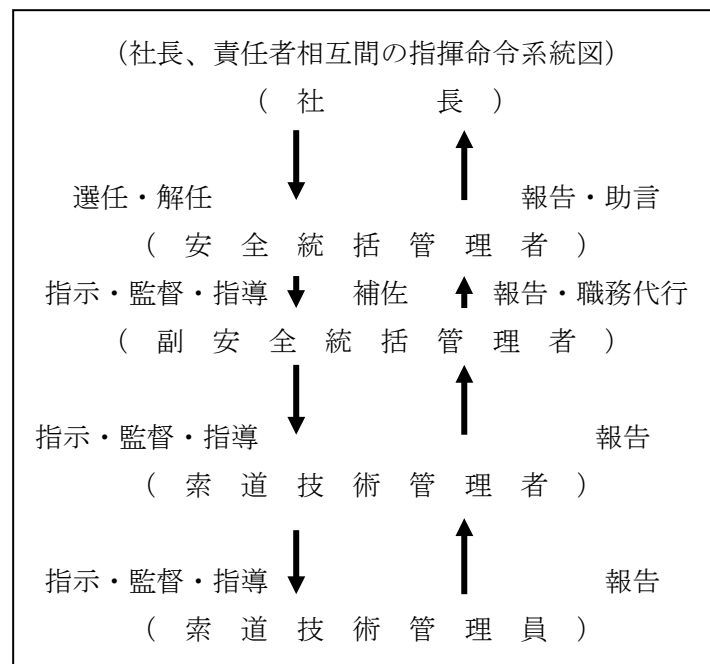 （社長、責任者相互間の指揮命令系統図）
（ 社 長 ）
選任・解任 報告・助言
（ 安 全 統 括 管 理 者 ）
指示・監督・指導 補佐 報告・職務代行
（ 副 安 全 統 括 管 理 者 ）
指示・監督・指導 報告
（ 索 道 技 術 管 理 者 ）
指示・監督・指導 報告
（ 索 道 技 術 管 理 員 ）